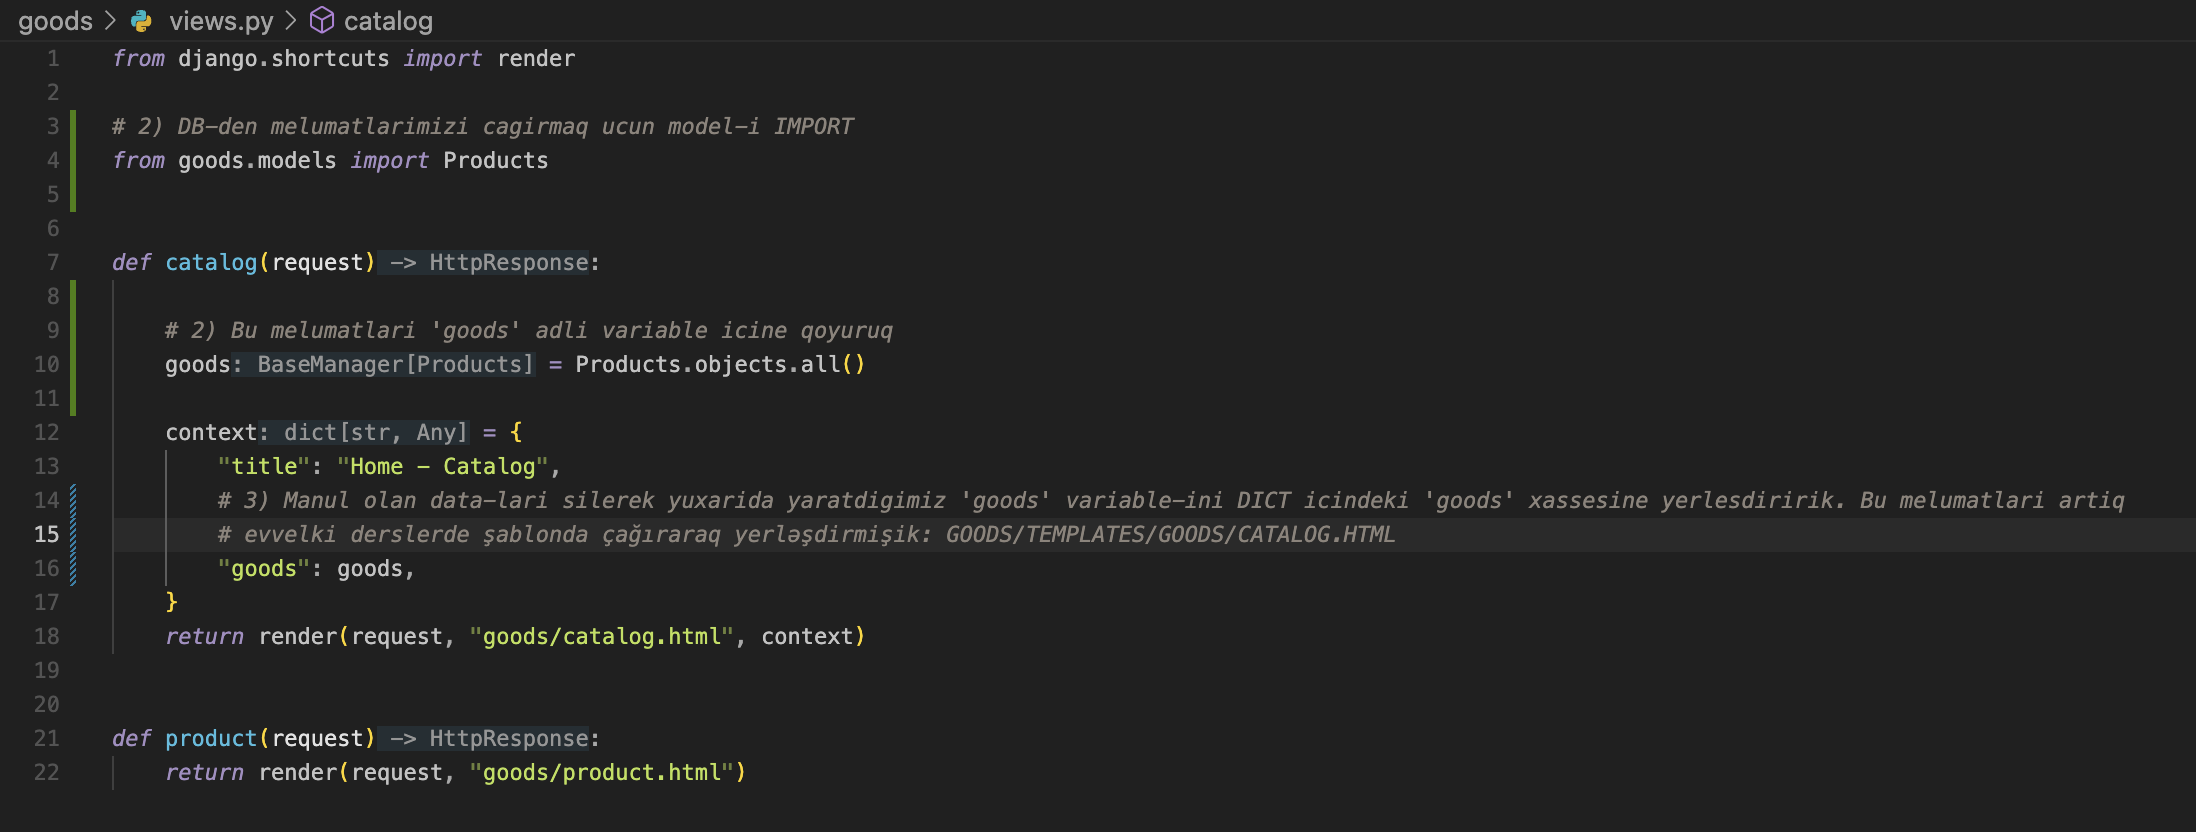 goods > views.py > catalog
1 from django.shortcuts import render
2
3 # 2) DB-den melumatlarimizi cagirmaq ucun model-i IMPORT
4 from goods.models import Products
5
6
7 def catalog(request) -> HttpResponse:
8
9     # 2) Bu melumatlari 'goods' adli variable icine qoyuruq
10     goods: BaseManager[Products] = Products.objects.all()
11
12     context: dict[str, Any] = {
13         "title": "Home - Catalog",
14         # 3) Manul olan data-lari silerek yuxarida yaratdigimiz 'goods' variable-ini DICT icindeki 'goods' xassesine yerlesdiririk. Bu melumatlari artiq
15         # evvelki derslerde şablonda çağıraraq yerləşdirmişik: GOODS/TEMPLATES/GOODS/CATALOG.HTML
16         "goods": goods,
17     }
18     return render(request, "goods/catalog.html", context)
19
20
21 def product(request) -> HttpResponse:
22     return render(request, "goods/product.html")